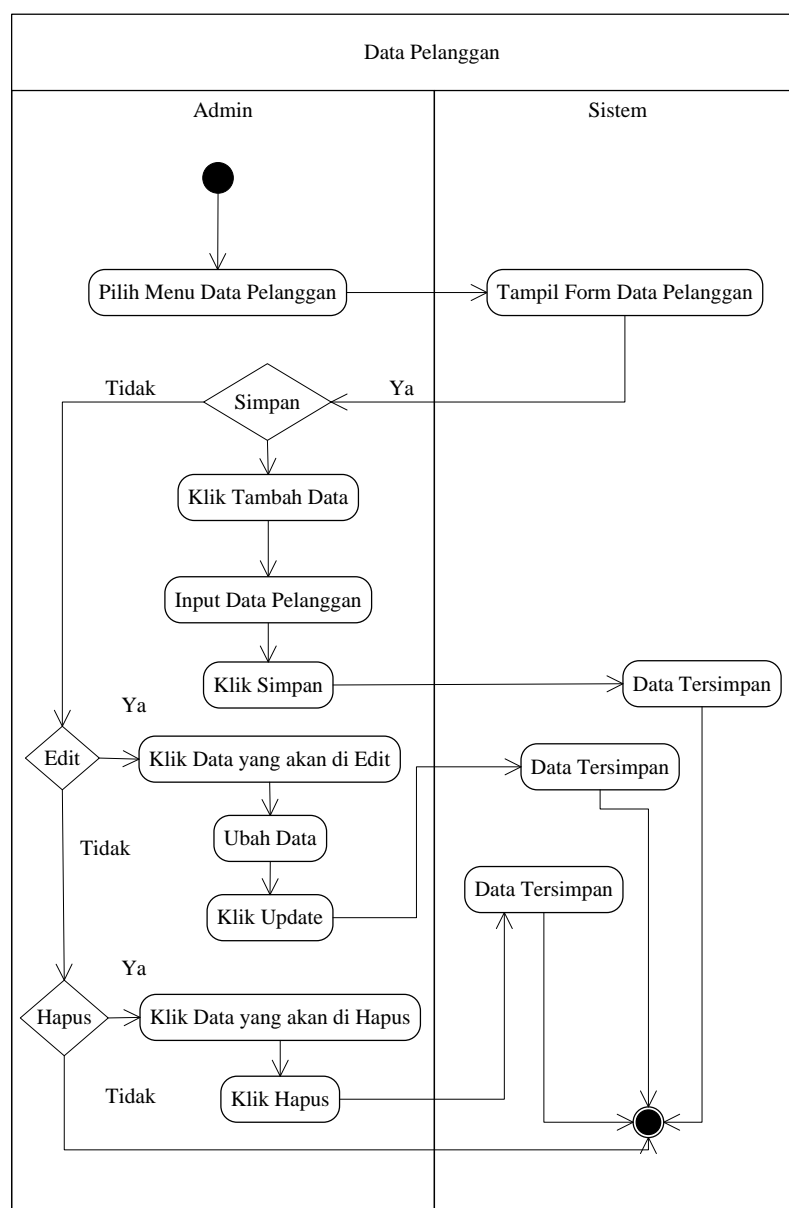 Data Pelanggan
Admin
Sistem
Pilih Menu Data Pelanggan
Tampil Form Data Pelanggan
Tidak
Simpan
Ya
Klik Tambah Data
Input Data Pelanggan
Klik Simpan
Data Tersimpan
Ya
Edit
Klik Data yang akan di Edit
Data Tersimpan
Ubah Data
Tidak
Data Tersimpan
Klik Update
Ya
Hapus
Klik Data yang akan di Hapus
Tidak
Klik Hapus